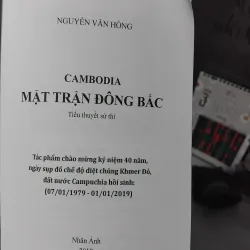 NGUYỄN VĂN HỒNG
CAMBODIA
MẶT TRẬN ĐÔNG BẮC
Tiểu thuyết sử thi
Tác phẩm chào mừng kỷ niệm 40 năm,
ngày sụp đổ chế độ diệt chủng Khmer Đỏ,
đất nước Campuchia hồi sinh:
(07/01/1979 - 01/01/2019)
Nhân Ảnh